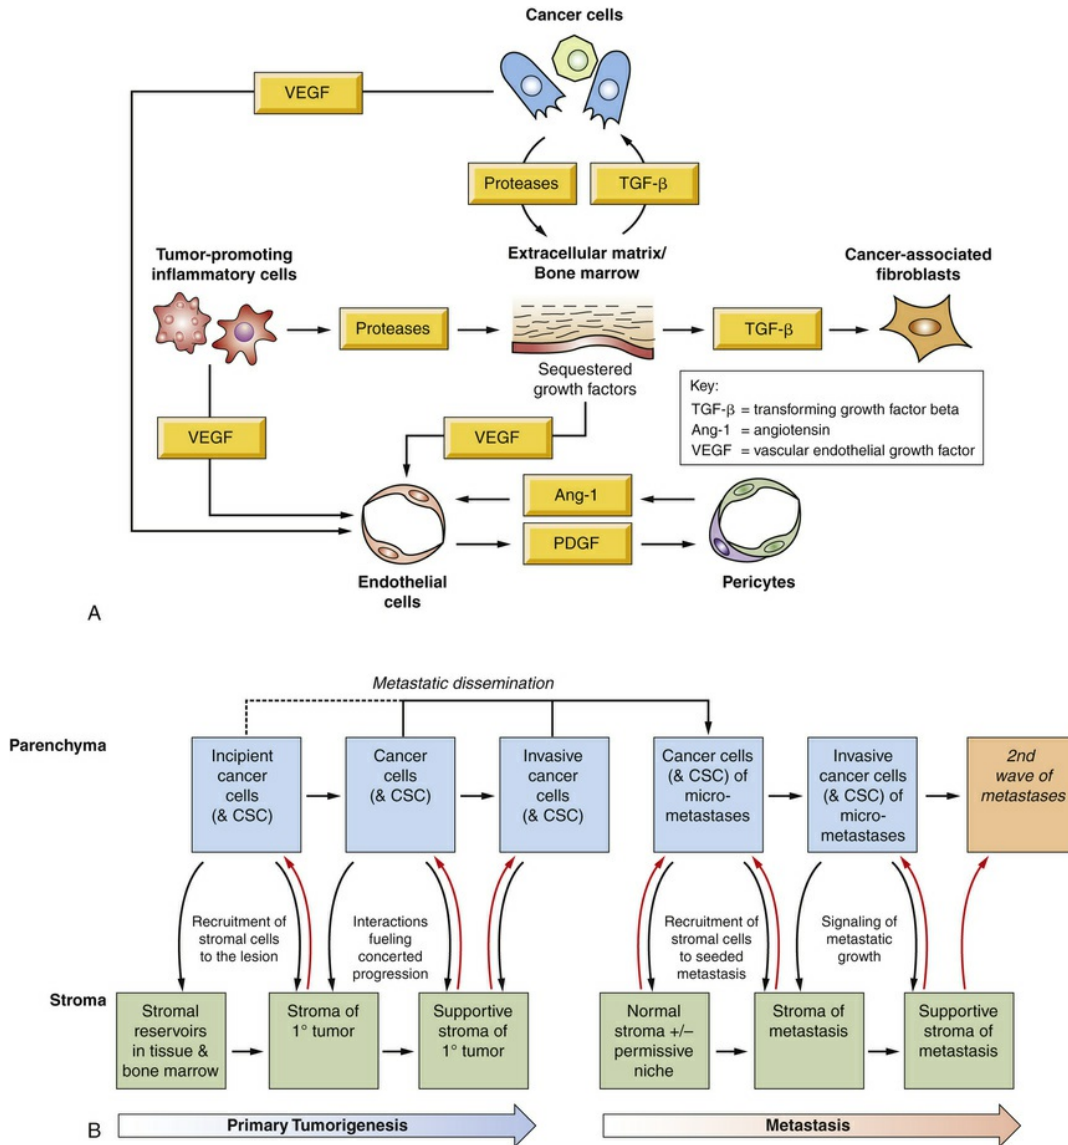 Cancer cells
VEGF
Proteases
TGF-β
Tumor-promoting
inflammatory cells
Extracellular matrix/
Bone marrow
Cancer-associated
fibroblasts
Proteases
TGF-β
Sequestered
growth factors
Key:
TGF-β = transforming growth factor beta
Ang-1 = angiotensin
VEGF = vascular endothelial growth factor
VEGF
VEGF
Ang-1
PDGF
Endothelial
cells
Pericytes
A
Metastatic dissemination
Parenchyma
Incipient
cancer
cells
(& CSC)
Cancer
cells
(& CSC)
Invasive
cancer
cells
(& CSC)
Cancer cells
(& CSC) of
micro-
metastases
Invasive
cancer cells
(& CSC) of
micro-
metastases
2nd
wave of
metastases
Recruitment of
stromal cells
to the lesion
Interactions
fueling
concerted
progression
Recruitment of
stromal cells
to seeded
metastasis
Signaling of
metastatic
growth
Stroma
Stromal
reservoirs
in tissue &
bone marrow
Stroma of
1° tumor
Supportive
stroma of
1° tumor
Normal
stroma +/–
permissive
niche
Stroma of
metastasis
Supportive
stroma of
metastasis
B
Primary Tumorigenesis
Metastasis